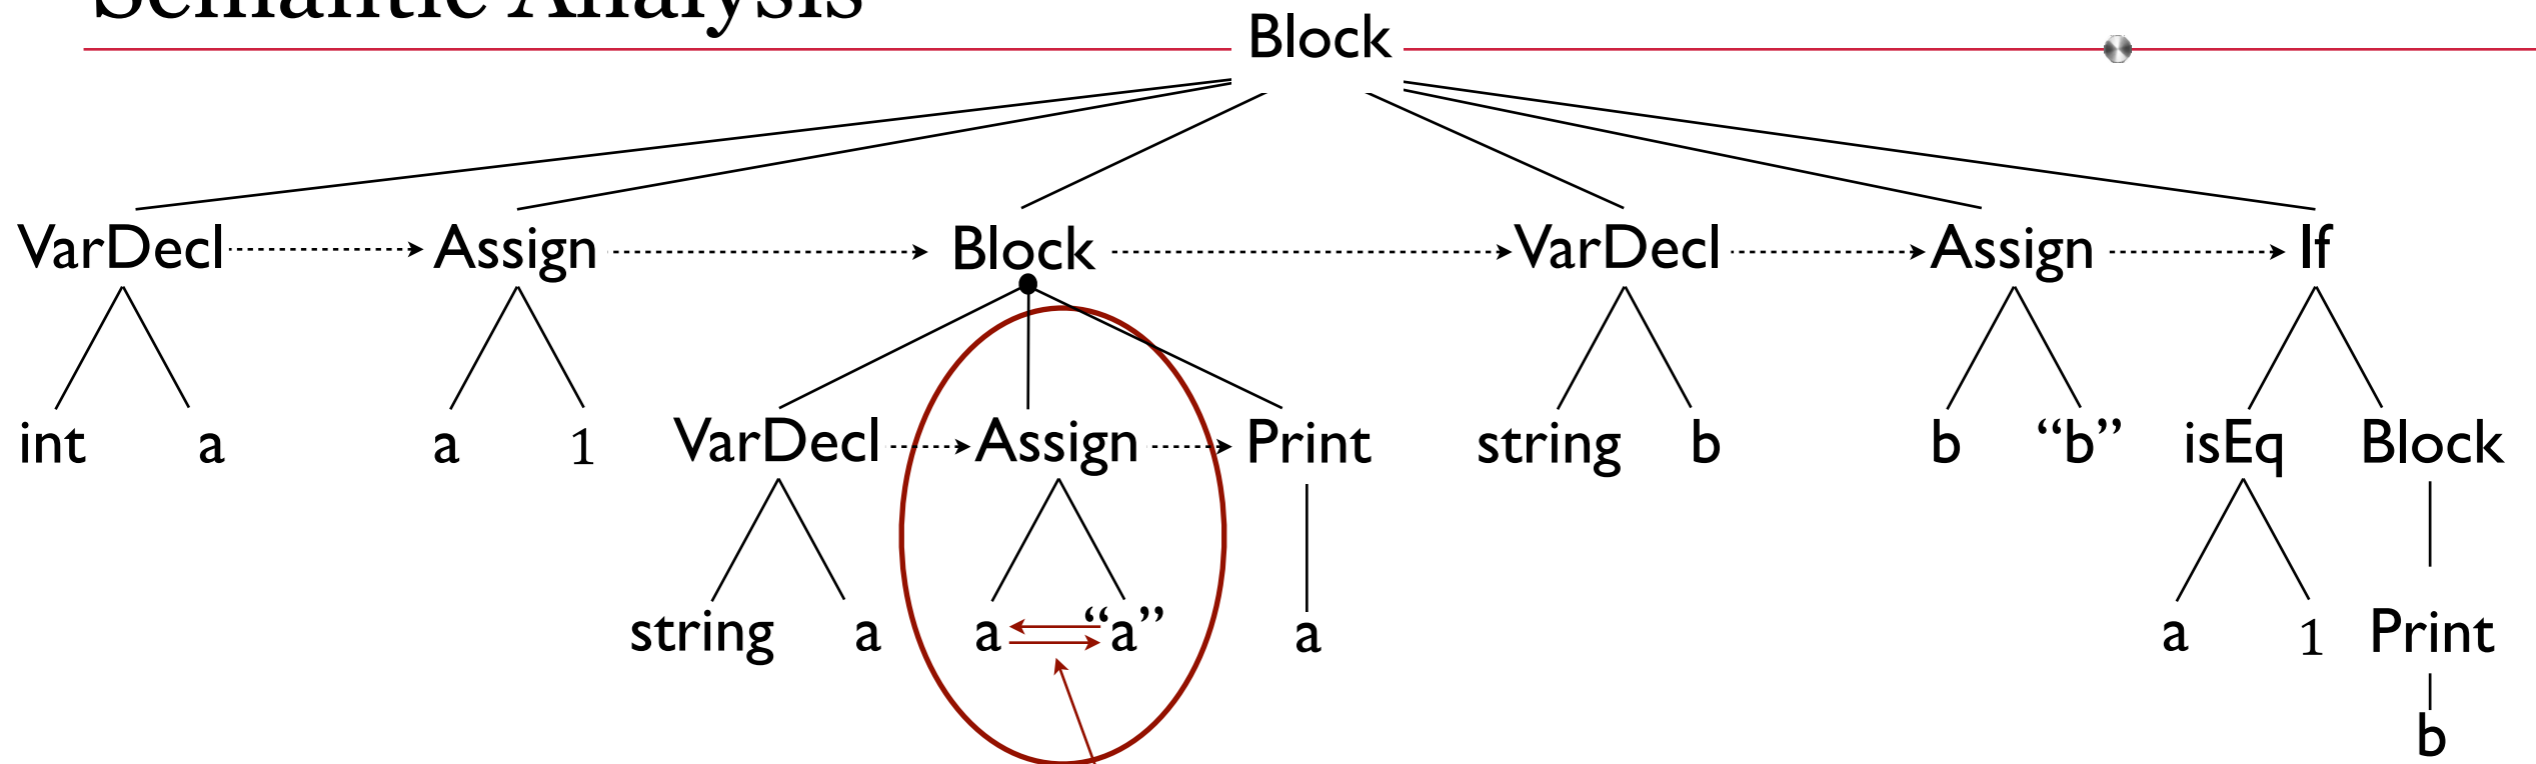 Semantic Analysis
Block
VarDecl Assign Block VarDecl Assign If
int a a 1 VarDecl Assign Print string b b “b” isEq Block
string a a “a” a a 1 Print
b